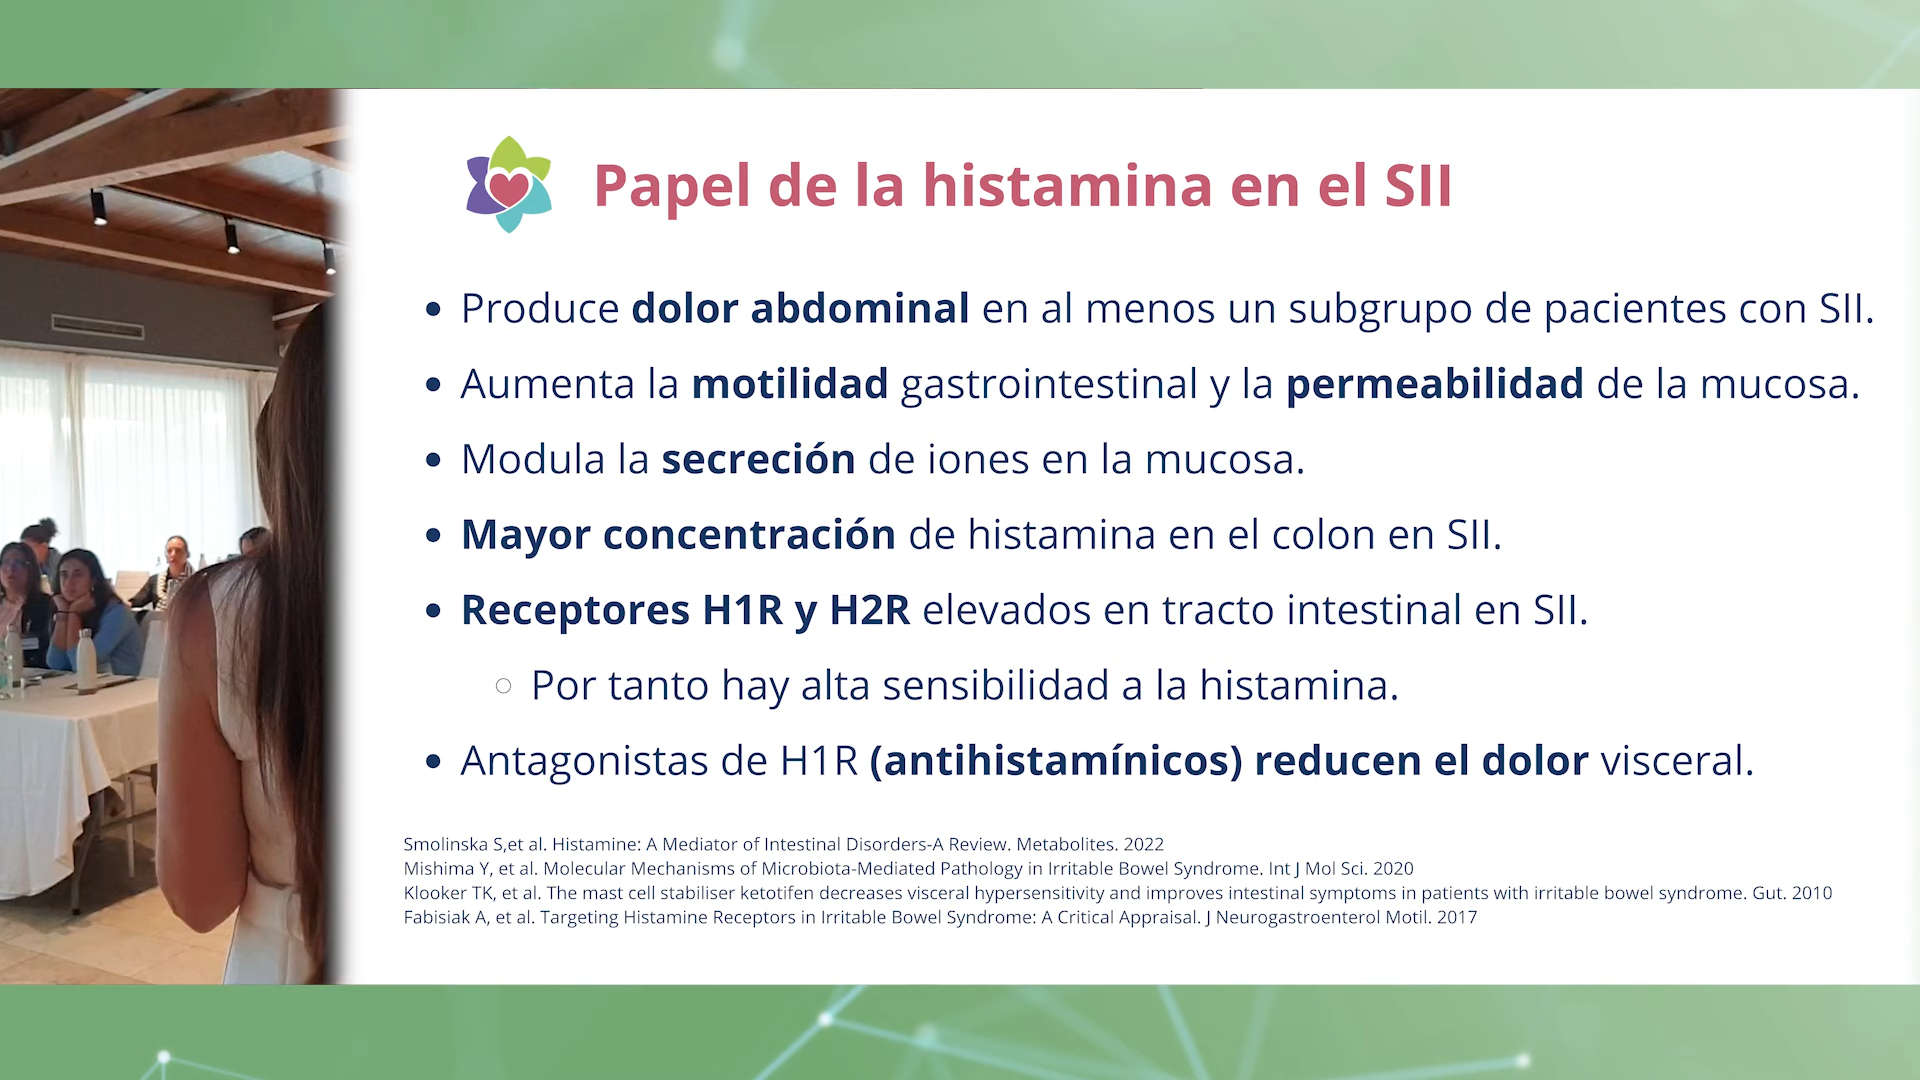 Papel de la histamina en el SII
• Produce dolor abdominal en al menos un subgrupo de pacientes con SII.
• Aumenta la motilidad gastrointestinal y la permeabilidad de la mucosa.
• Modula la secreción de iones en la mucosa.
• Mayor concentración de histamina en el colon en SII.
• Receptores H1R y H2R elevados en tracto intestinal en SII.
○ Por tanto hay alta sensibilidad a la histamina.
• Antagonistas de H1R (antihistamínicos) reducen el dolor visceral.
Smolinska S,et al. Histamine: A Mediator of Intestinal Disorders-A Review. Metabolites. 2022
Mishima Y, et al. Molecular Mechanisms of Microbiota-Mediated Pathology in Irritable Bowel Syndrome. Int J Mol Sci. 2020
Klooker TK, et al. The mast cell stabiliser ketotifen decreases visceral hypersensitivity and improves intestinal symptoms in patients with irritable bowel syndrome. Gut. 2010
Fabisiak A, et al. Targeting Histamine Receptors in Irritable Bowel Syndrome: A Critical Appraisal. J Neurogastroenterol Motil. 2017